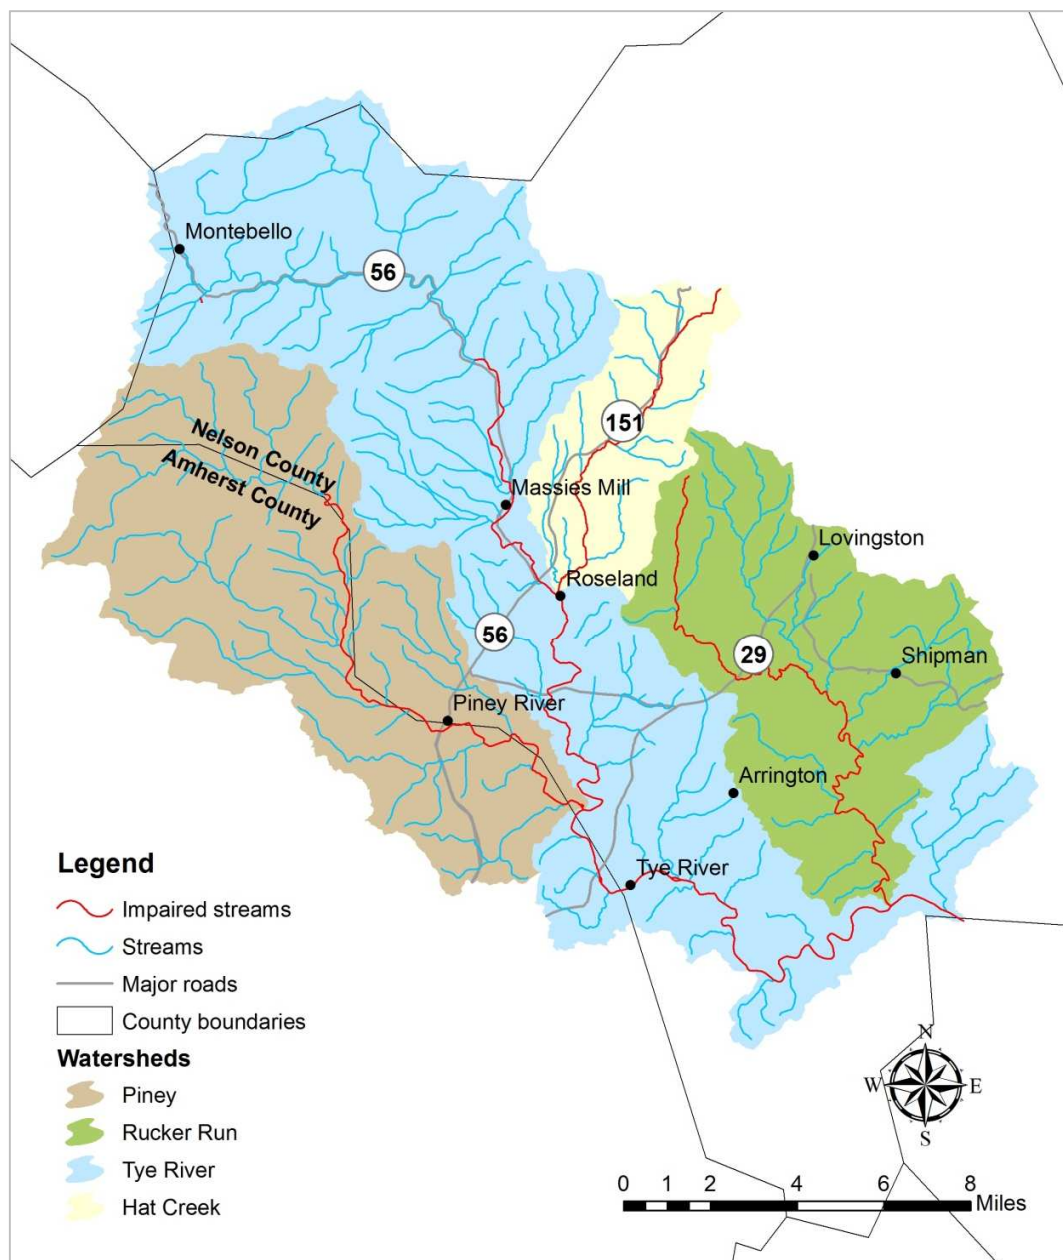 Montebello
56
151
Nelson County
Amherst County
Massies Mill
Lovingston
Roseland
56
29
Shipman
Piney River
Arrington
Tye River
Legend
Impaired streams
Streams
Major roads
County boundaries
Watersheds
Piney
Rucker Run
Tye River
Hat Creek
N
W E
S
0 1 2 4 6 8
Miles